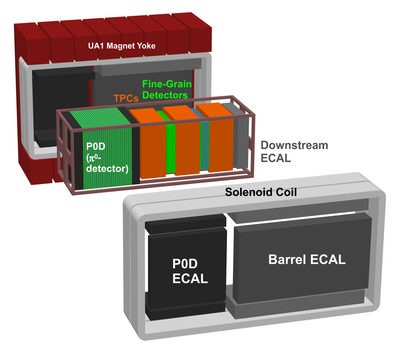 UA1 Magnet Yoke
Fine-Grain
Detectors
TPCs
P0D
(π⁰-
detector)
Downstream
ECAL
Solenoid Coil
P0D
ECAL
Barrel ECAL